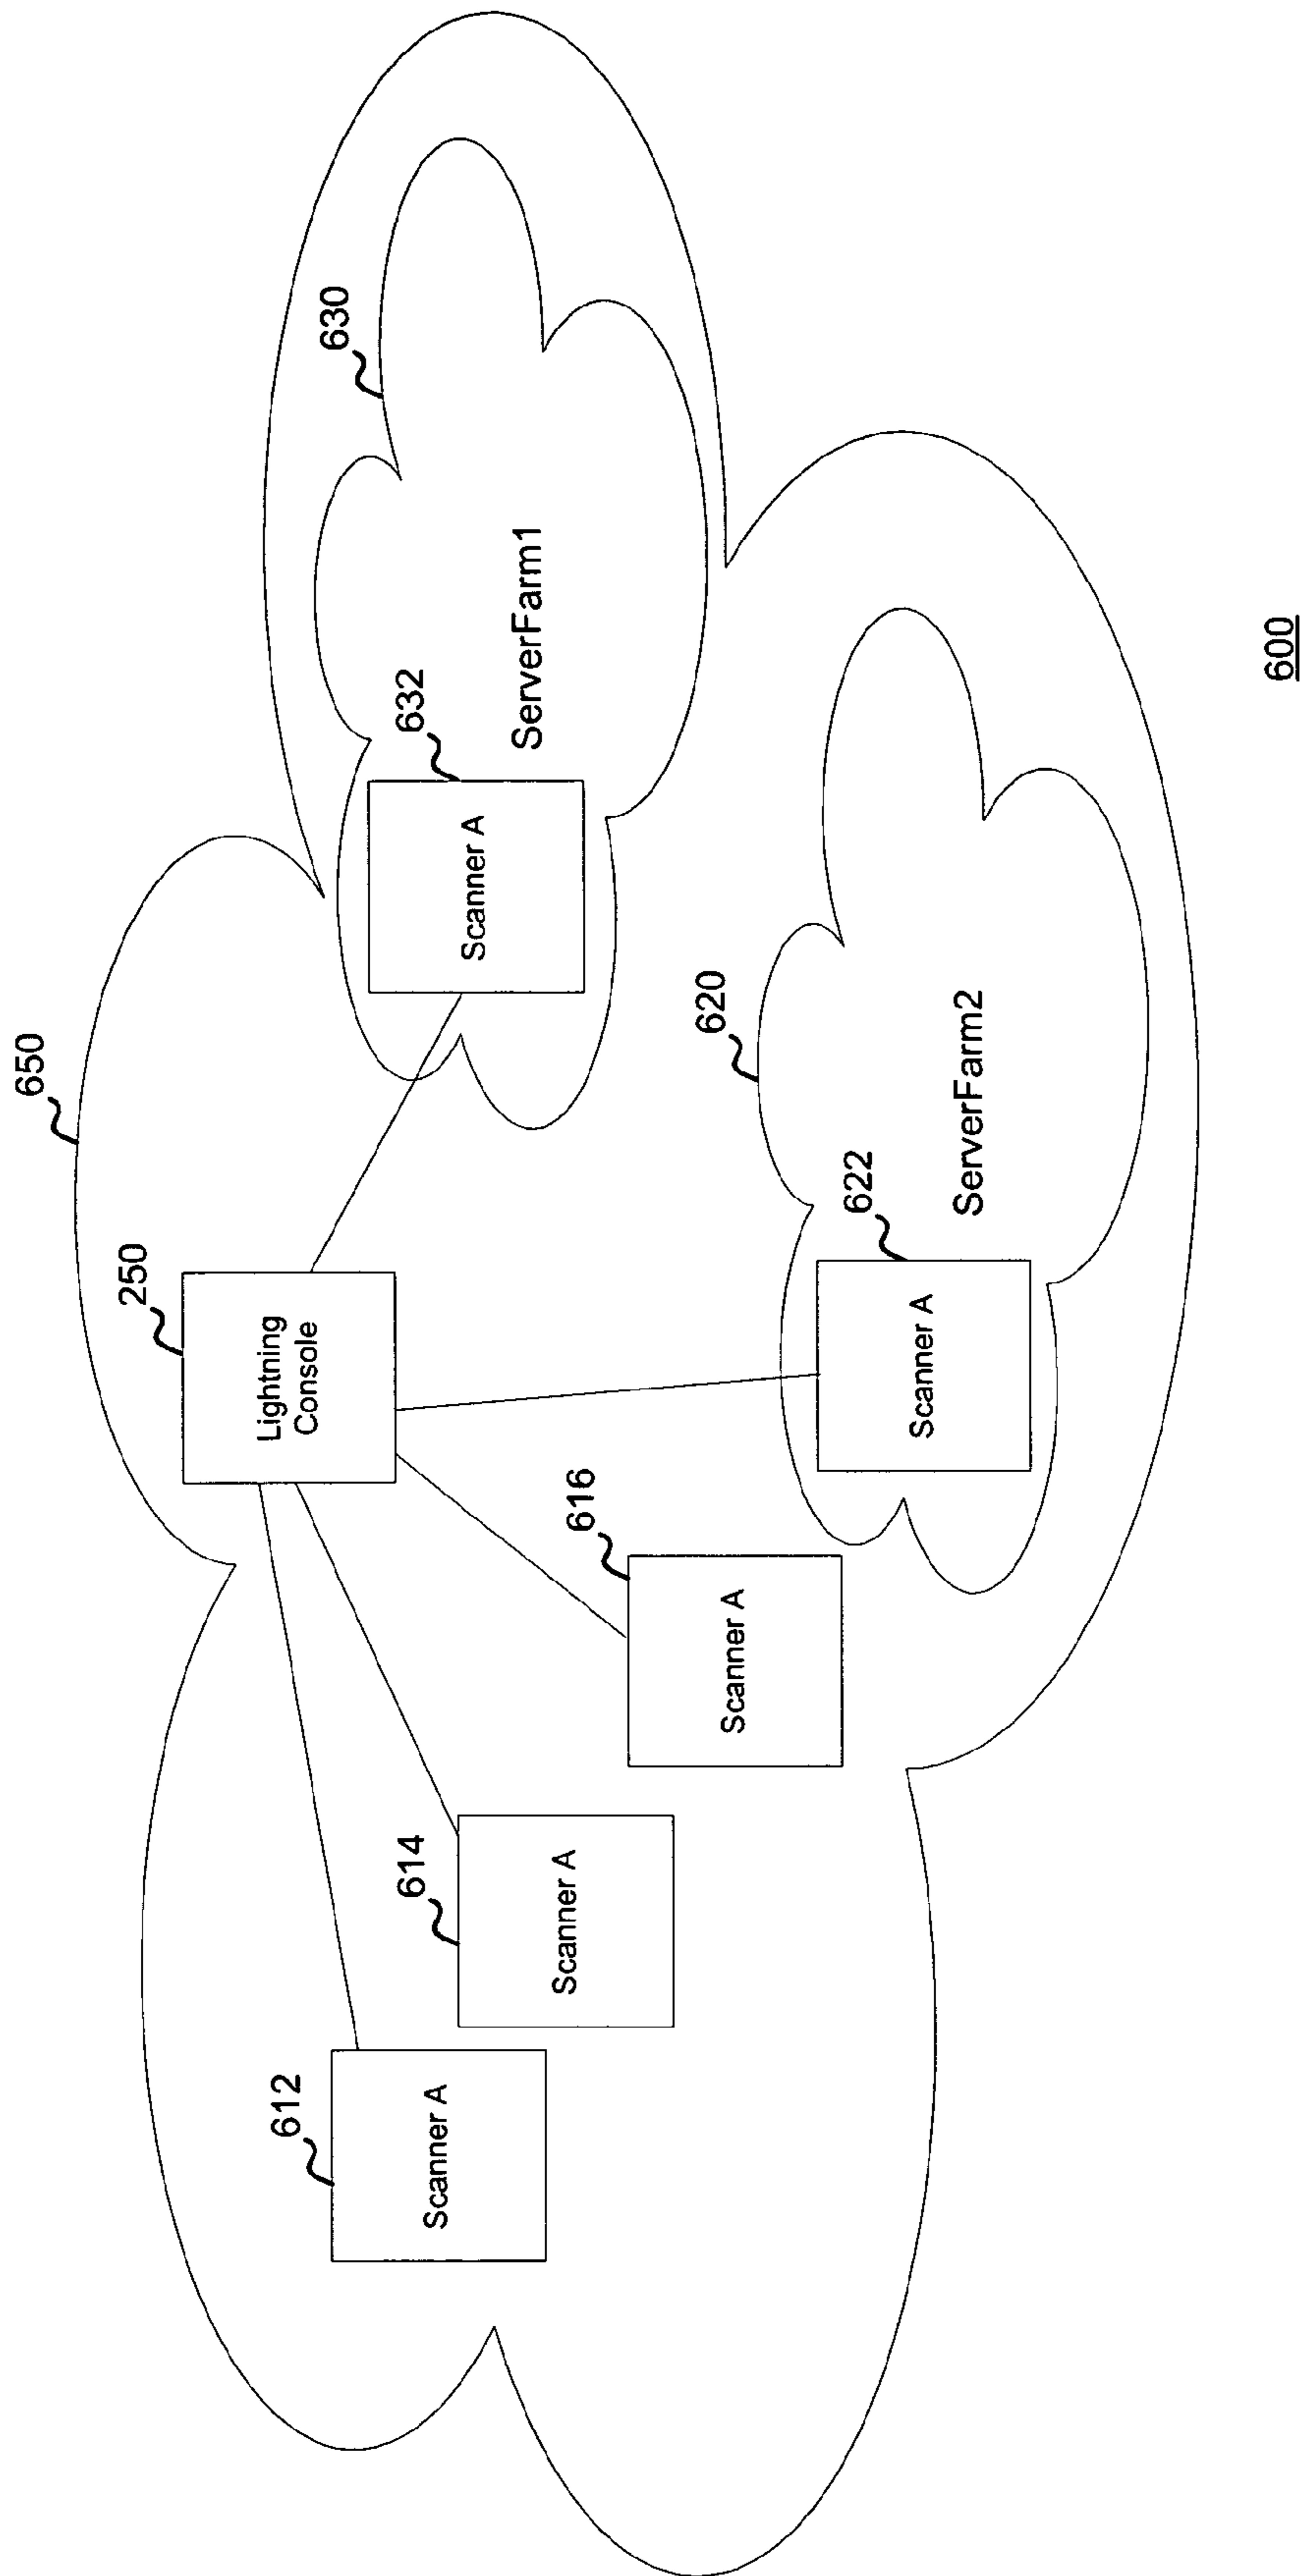 650
250
Lightning
Console
630
632
Scanner A
ServerFarm1
612
Scanner A
614
Scanner A
616
Scanner A
620
622
Scanner A
ServerFarm2
600